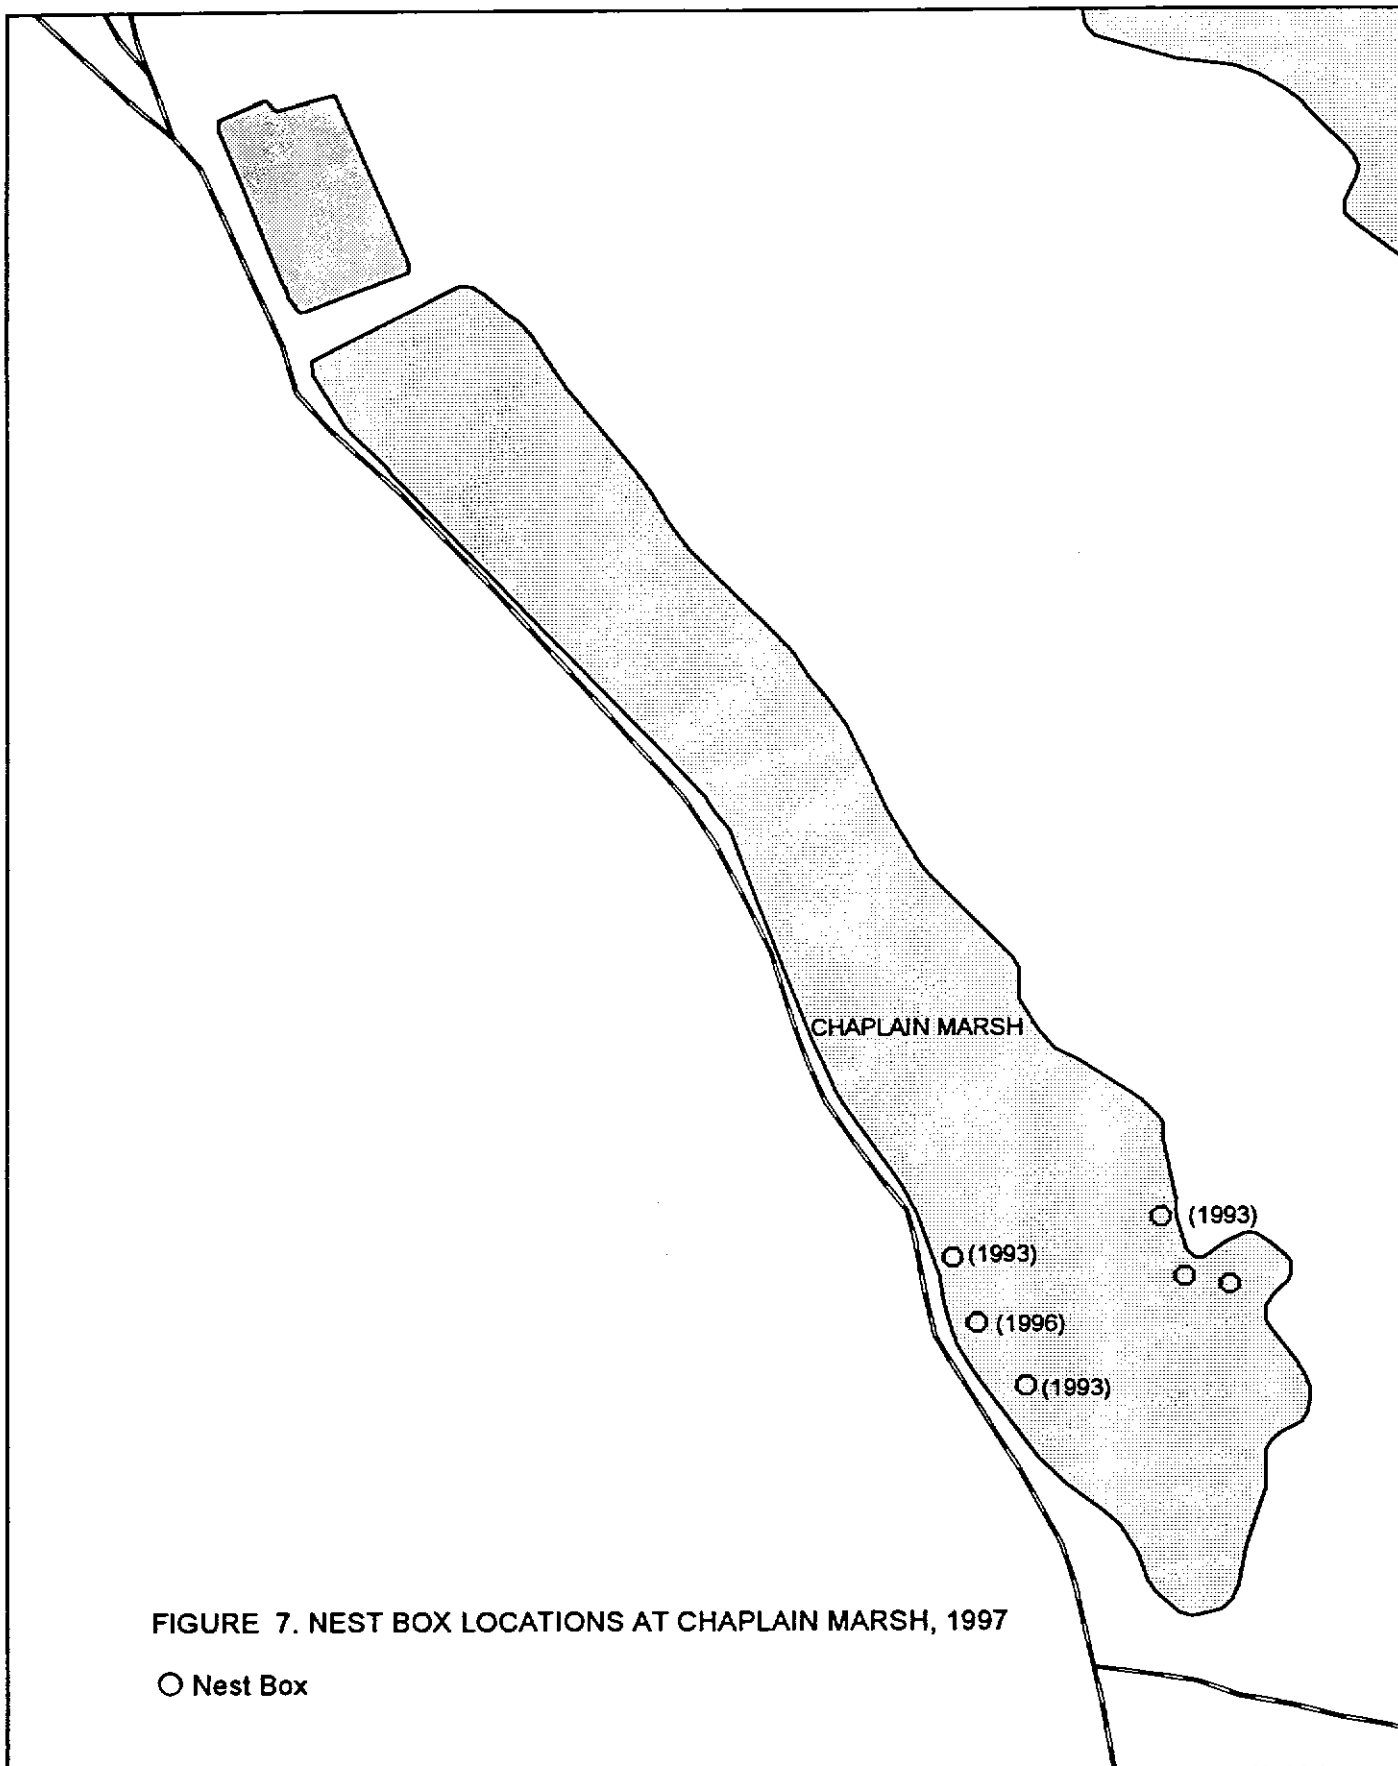 CHAPLAIN MARSH
(1993)
(1993)
(1996)
(1993)
FIGURE 7. NEST BOX LOCATIONS AT CHAPLAIN MARSH, 1997
Nest Box